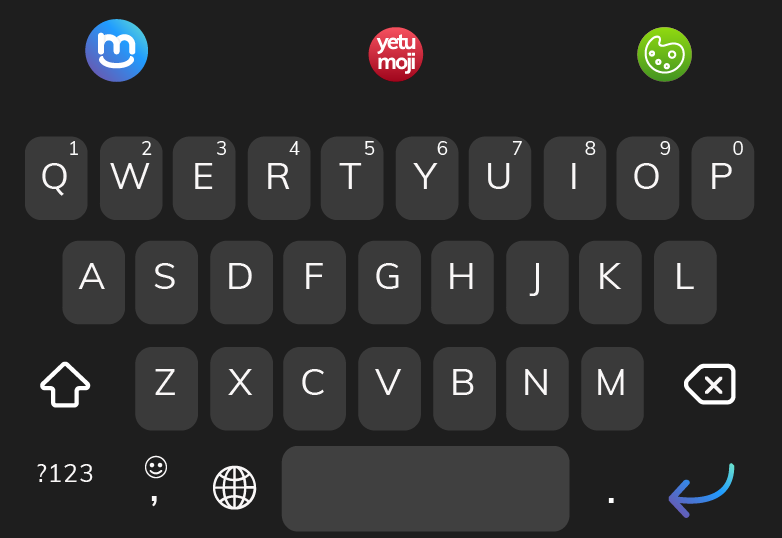 m
yetu
moji
1 2 3 4 5 6 7 8 9 0
Q W E R T Y U I O P
A S D F G H J K L
Z X C V B N M
?123 , .